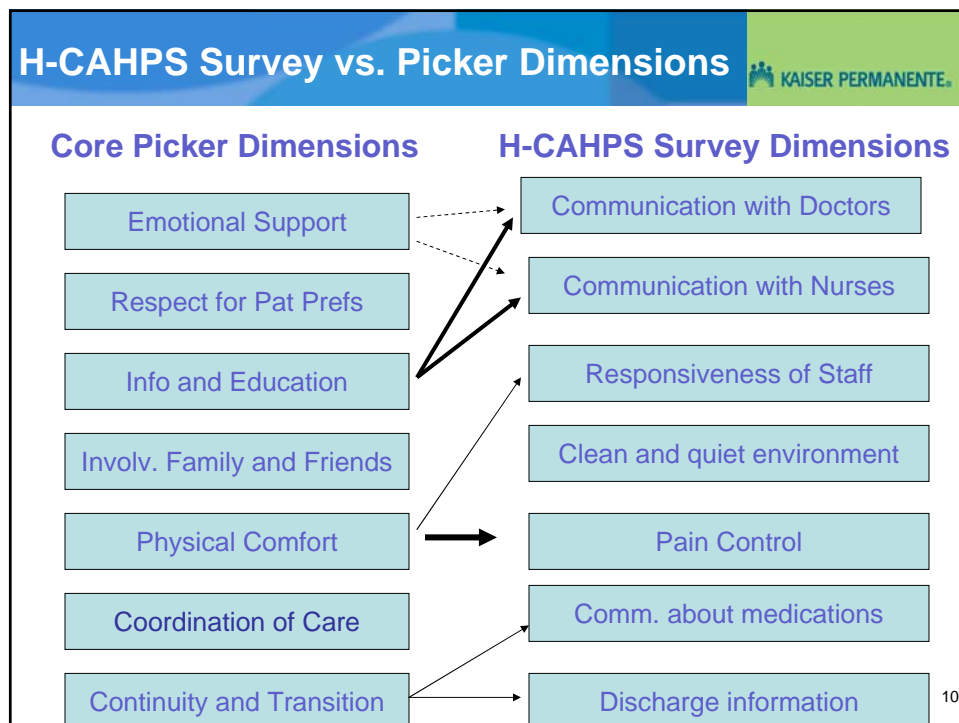 H-CAHPS Survey vs. Picker Dimensions
KAISER PERMANENTE®
Core Picker Dimensions
H-CAHPS Survey Dimensions
Emotional Support
Respect for Pat Prefs
Info and Education
Involv. Family and Friends
Physical Comfort
Coordination of Care
Continuity and Transition
Communication with Doctors
Communication with Nurses
Responsiveness of Staff
Clean and quiet environment
Pain Control
Comm. about medications
Discharge information
10